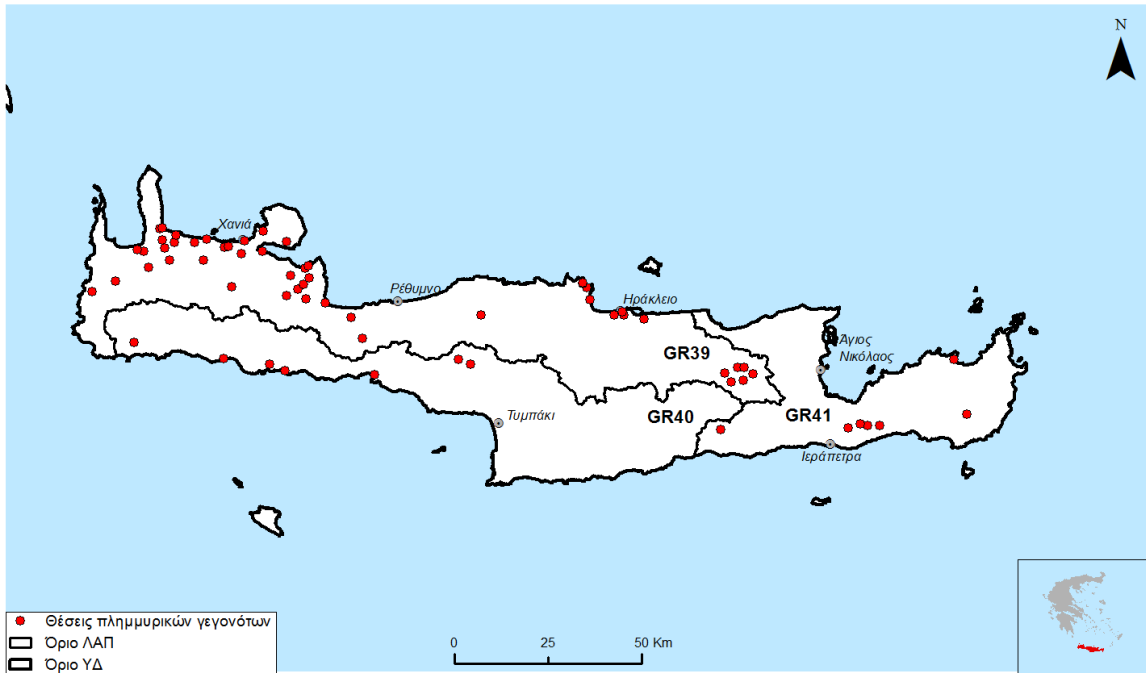 N
Χανιά
Ρέθυμνο
Ηράκλειο
Άγιος
Νικόλαος
GR39
GR40
GR41
Τυμπάκι
Ιεράπετρα
Θέσεις πλημμυρικών γεγονότων
Όριο ΛΑΠ
Όριο ΥΔ
0 25 50 Km